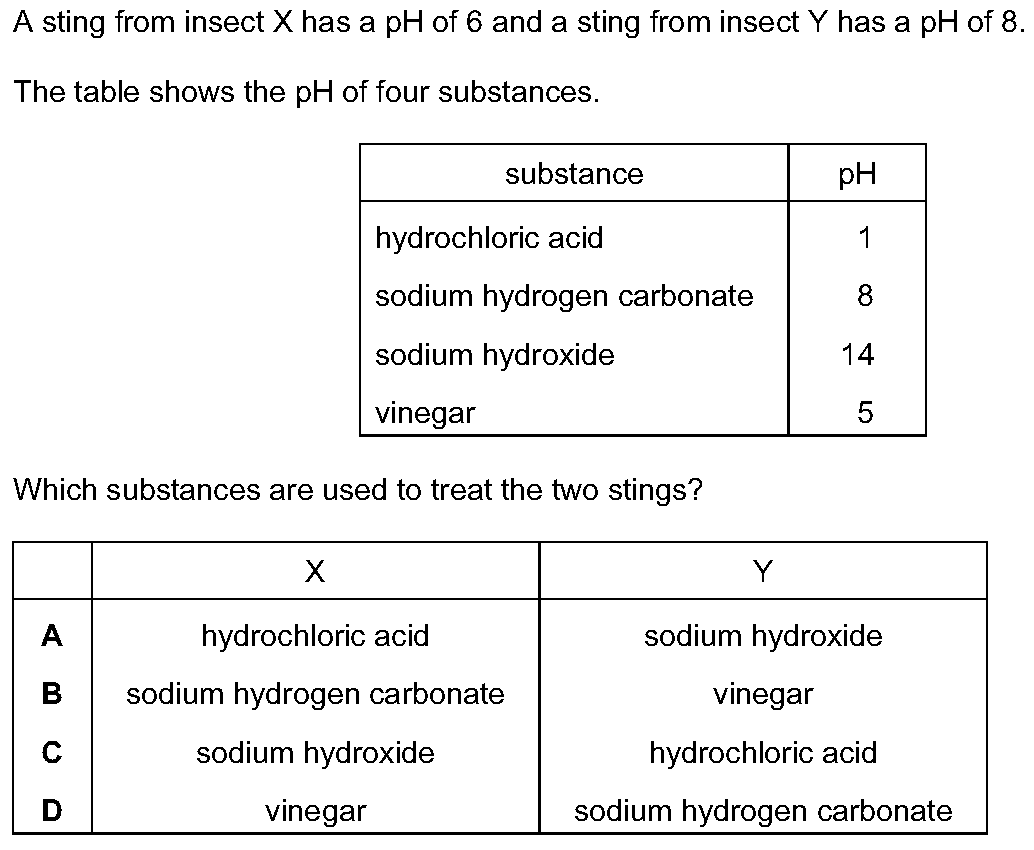 A sting from insect X has a pH of 6 and a sting from insect Y has a pH of 8.
The table shows the pH of four substances.
substance pH
hydrochloric acid 1
sodium hydrogen carbonate 8
sodium hydroxide 14
vinegar 5
Which substances are used to treat the two stings?
X Y
A hydrochloric acid sodium hydroxide
B sodium hydrogen carbonate vinegar
C sodium hydroxide hydrochloric acid
D vinegar sodium hydrogen carbonate